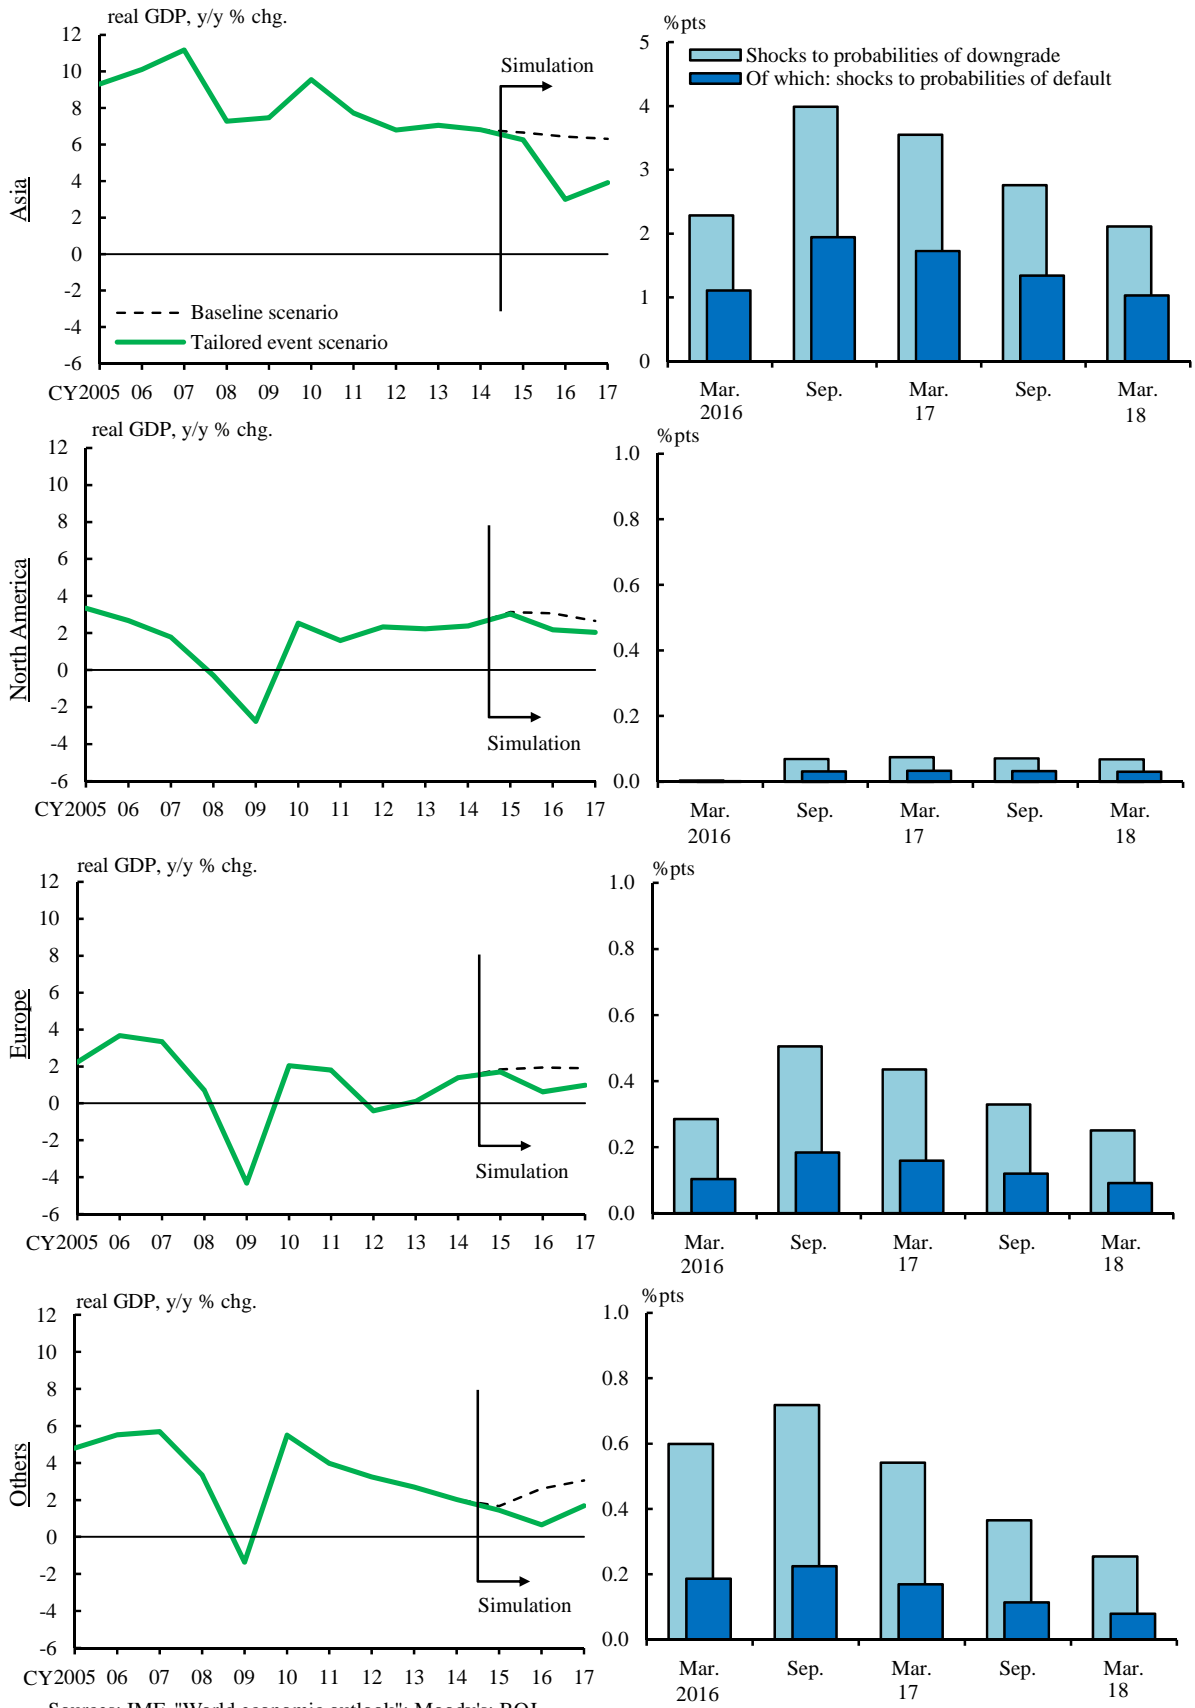 real GDP, y/y % chg.
12
10
8
6
4
2
0
-2
-4
-6
Simulation
Asia
Baseline scenario
Tailored event scenario
CY2005 06 07 08 09 10 11 12 13 14 15 16 17
%pts
5
4
3
2
1
0
Shocks to probabilities of downgrade
Of which: shocks to probabilities of default
Mar. Sep. Mar. Sep. Mar.
2016 17 18
real GDP, y/y % chg.
12
10
8
6
4
2
0
-2
-4
-6
North America
Simulation
CY2005 06 07 08 09 10 11 12 13 14 15 16 17
%pts
1.0
0.8
0.6
0.4
0.2
0.0
Mar. Sep. Mar. Sep. Mar.
2016 17 18
real GDP, y/y % chg.
12
10
8
6
4
2
0
-2
-4
-6
Europe
Simulation
CY2005 06 07 08 09 10 11 12 13 14 15 16 17
%pts
1.0
0.8
0.6
0.4
0.2
0.0
Mar. Sep. Mar. Sep. Mar.
2016 17 18
real GDP, y/y % chg.
12
10
8
6
4
2
0
-2
-4
-6
Others
Simulation
CY2005 06 07 08 09 10 11 12 13 14 15 16 17
%pts
1.0
0.8
0.6
0.4
0.2
0.0
Mar. Sep. Mar. Sep. Mar.
2016 17 18
Sources: IMF, "World economic outlook"; Moody's; BOJ.